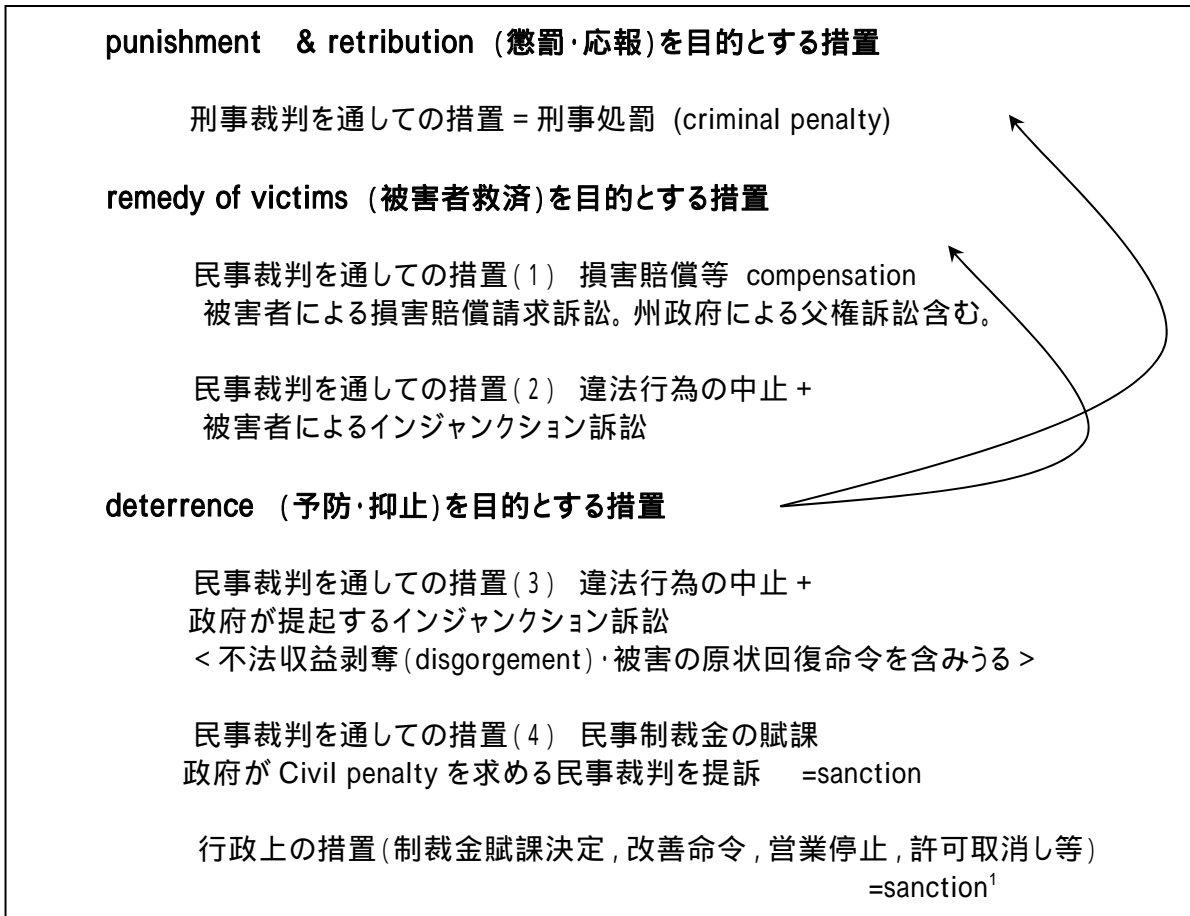 punishment & retribution (懲罰･応報)を目的とする措置
刑事裁判を通しての措置 = 刑事処罰 (criminal penalty)
remedy of victims (被害者救済)を目的とする措置
民事裁判を通しての措置(1) 損害賠償等 compensation
被害者による損害賠償請求訴訟。州政府による父権訴訟含む。
民事裁判を通しての措置(2) 違法行為の中止 +
被害者によるインジャンクション訴訟
deterrence (予防･抑止)を目的とする措置
民事裁判を通しての措置(3) 違法行為の中止 +
政府が提起するインジャンクション訴訟
<不法収益剥奪(disgorgement)･被害の原状回復命令を含みうる>
民事裁判を通しての措置(4) 民事制裁金の賦課
政府が Civil penalty を求める民事裁判を提訴 =sanction
行政上の措置(制裁金賦課決定,改善命令,営業停止,許可取消し等)
=sanction¹